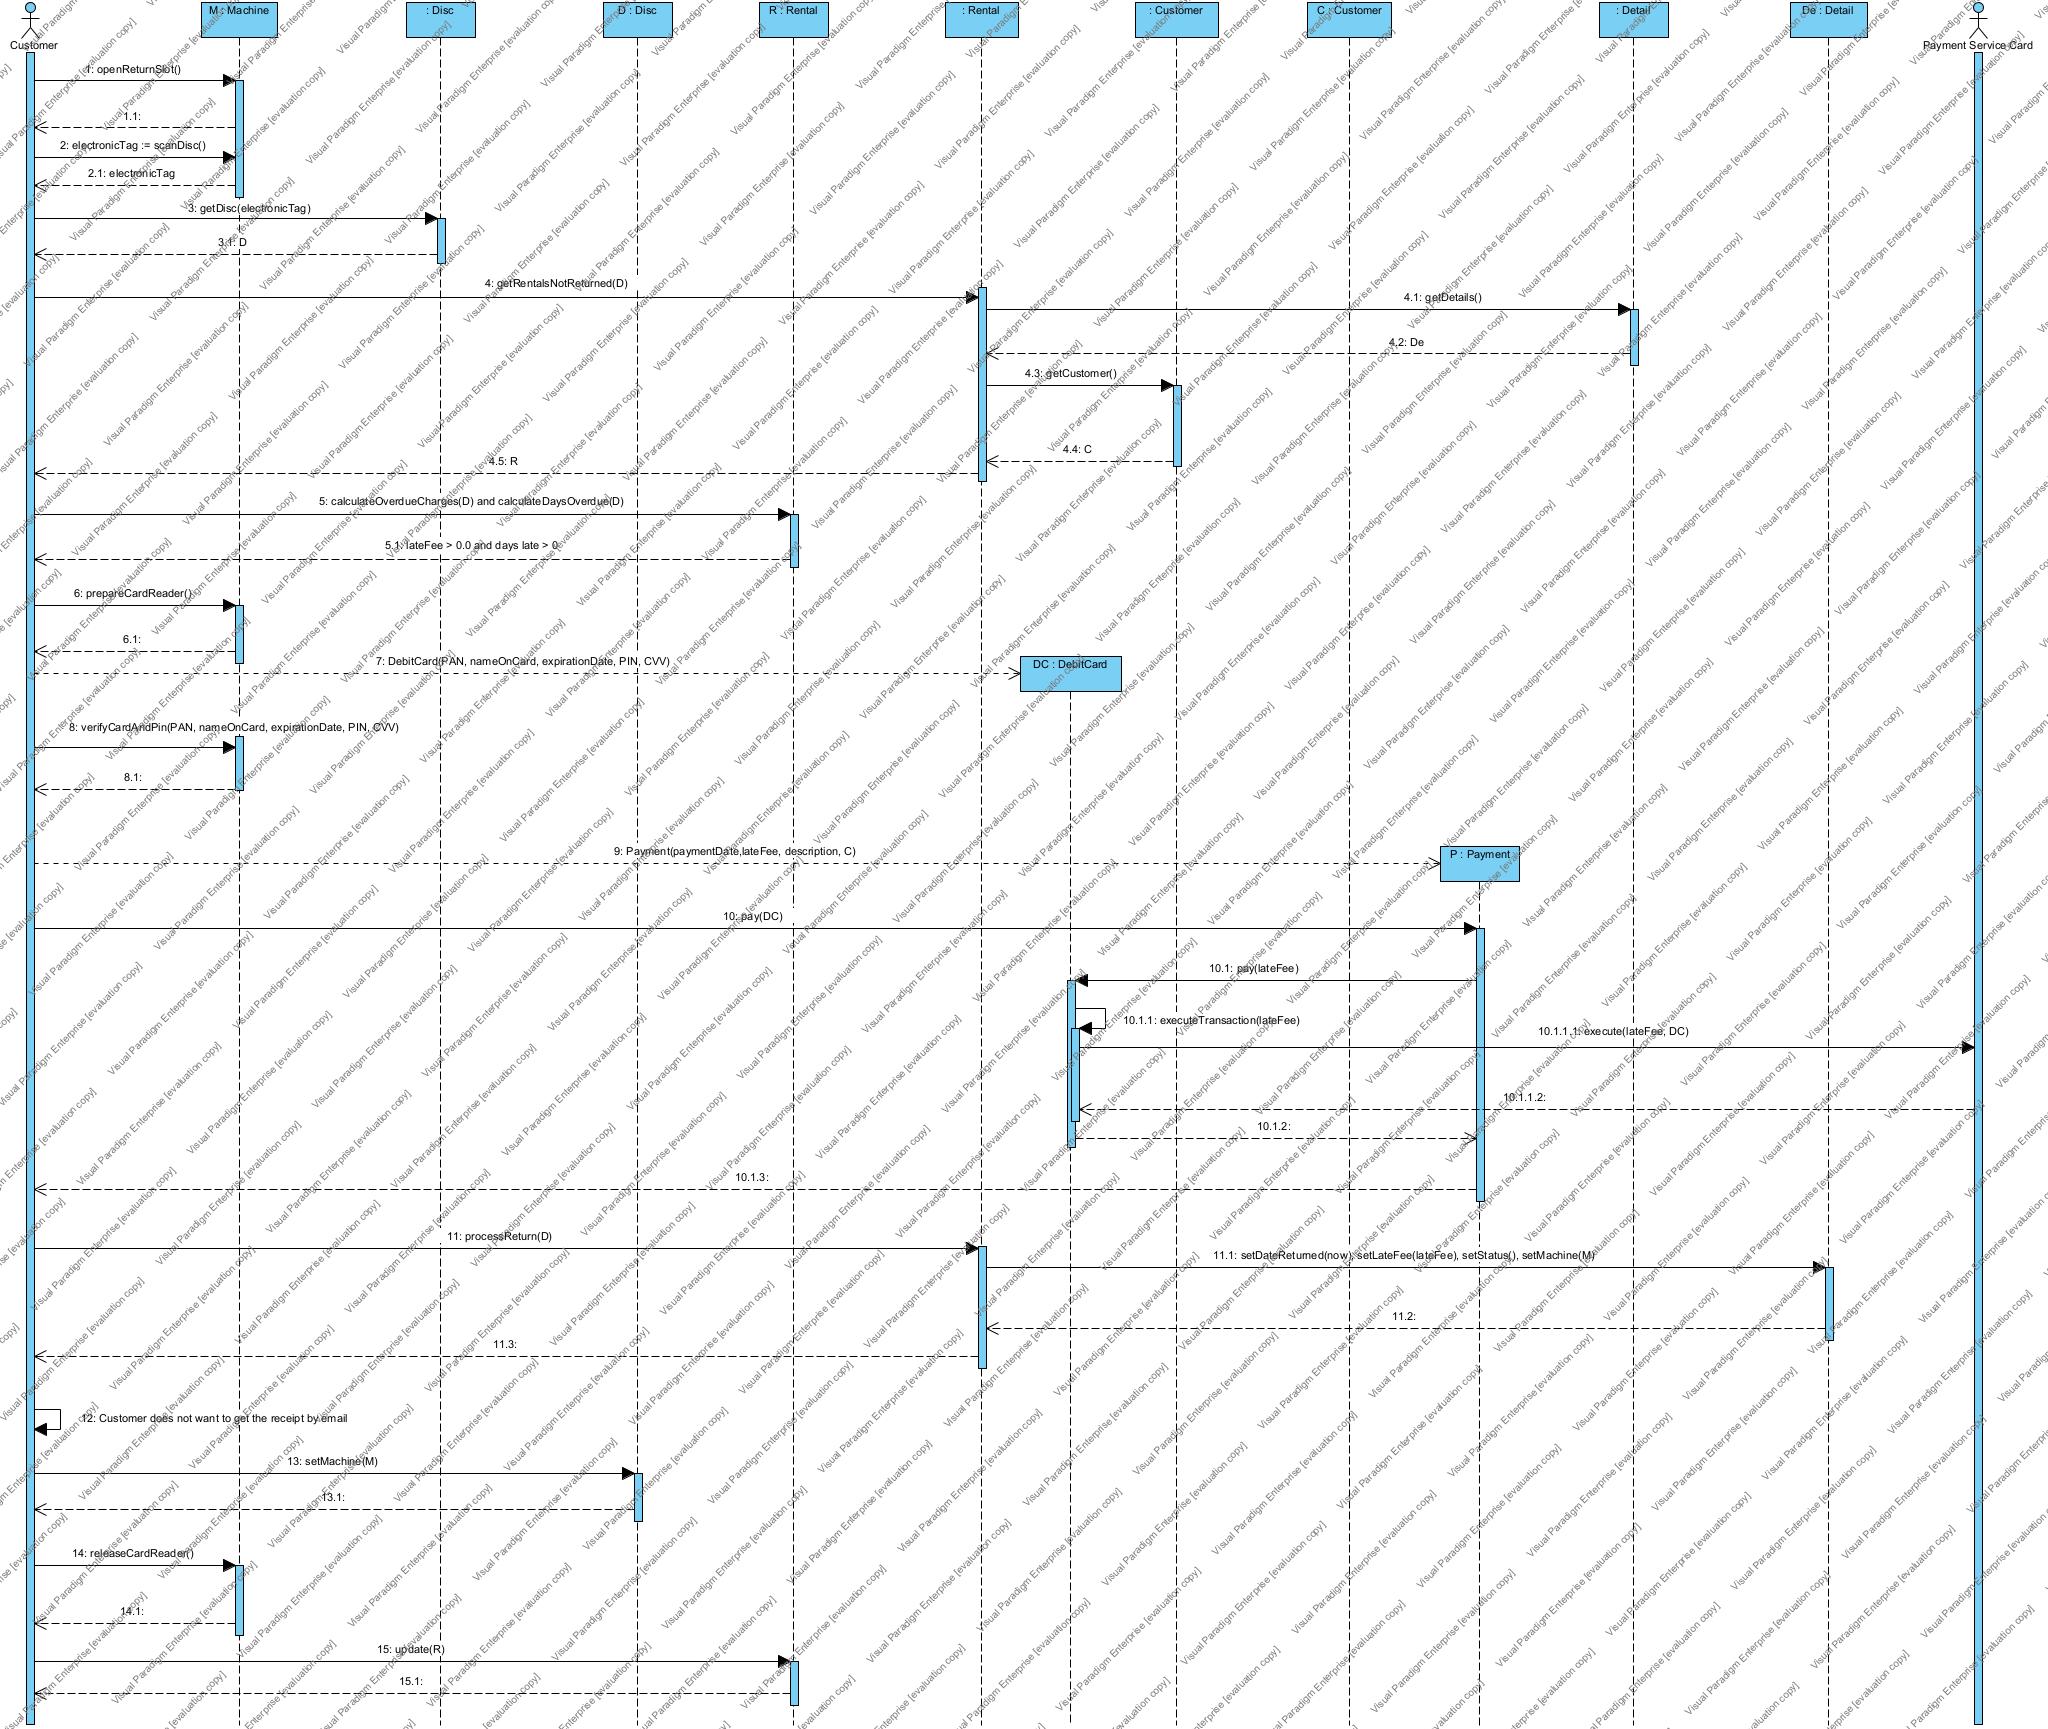 M : Machine
: Disc
D : Disc
R : Rental
: Rental
: Customer
C : Customer
: Detail
De : Detail
Customer
Payment Service Card
1: openReturnSlot()
1.1:
2: electronicTag := scanDisc()
2.1: electronicTag
3: getDisc(electronicTag)
3.1: D
4: getRentalsNotReturned(D)
4.1: getDetails()
4.2: De
4.3: getCustomer()
4.4: C
4.5: R
5: calculateOverdueCharges(D) and calculateDaysOverdue(D)
5.1: lateFee > 0.0 and days late > 0
6: prepareCardReader()
6.1:
7: DebitCard(PAN, nameOnCard, expirationDate, PIN, CVV)
DC : DebitCard
8: verifyCardAndPin(PAN, nameOnCard, expirationDate, PIN, CVV)
8.1:
9: Payment(paymentDate,lateFee, description, C)
P : Payment
10: pay(DC)
10.1: pay(lateFee)
10.1.1: executeTransaction(lateFee)
10.1.1.1: execute(lateFee, DC)
10.1.1.2:
10.1.2:
10.1.3:
11: processReturn(D)
11.1: setDateReturned(now), setLateFee(lateFee), setStatus(), setMachine(M)
11.2:
11.3:
12: Customer does not want to get the receipt by email
13: setMachine(M)
13.1:
14: releaseCardReader()
14.1:
15: update(R)
15.1:
Visual Paradigm Enterprise [evaluation copy]